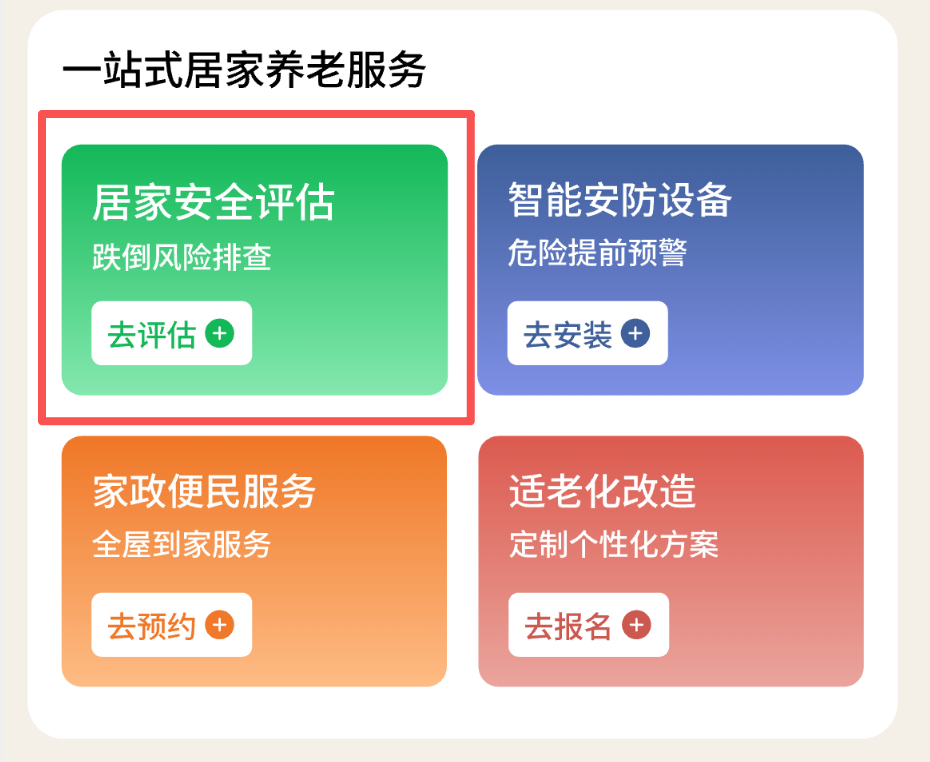 一站式居家养老服务
居家安全评估
跌倒风险排查
去评估
智能安防设备
危险提前预警
去安装
家政便民服务
全屋到家服务
去预约
适老化改造
定制个性化方案
去报名